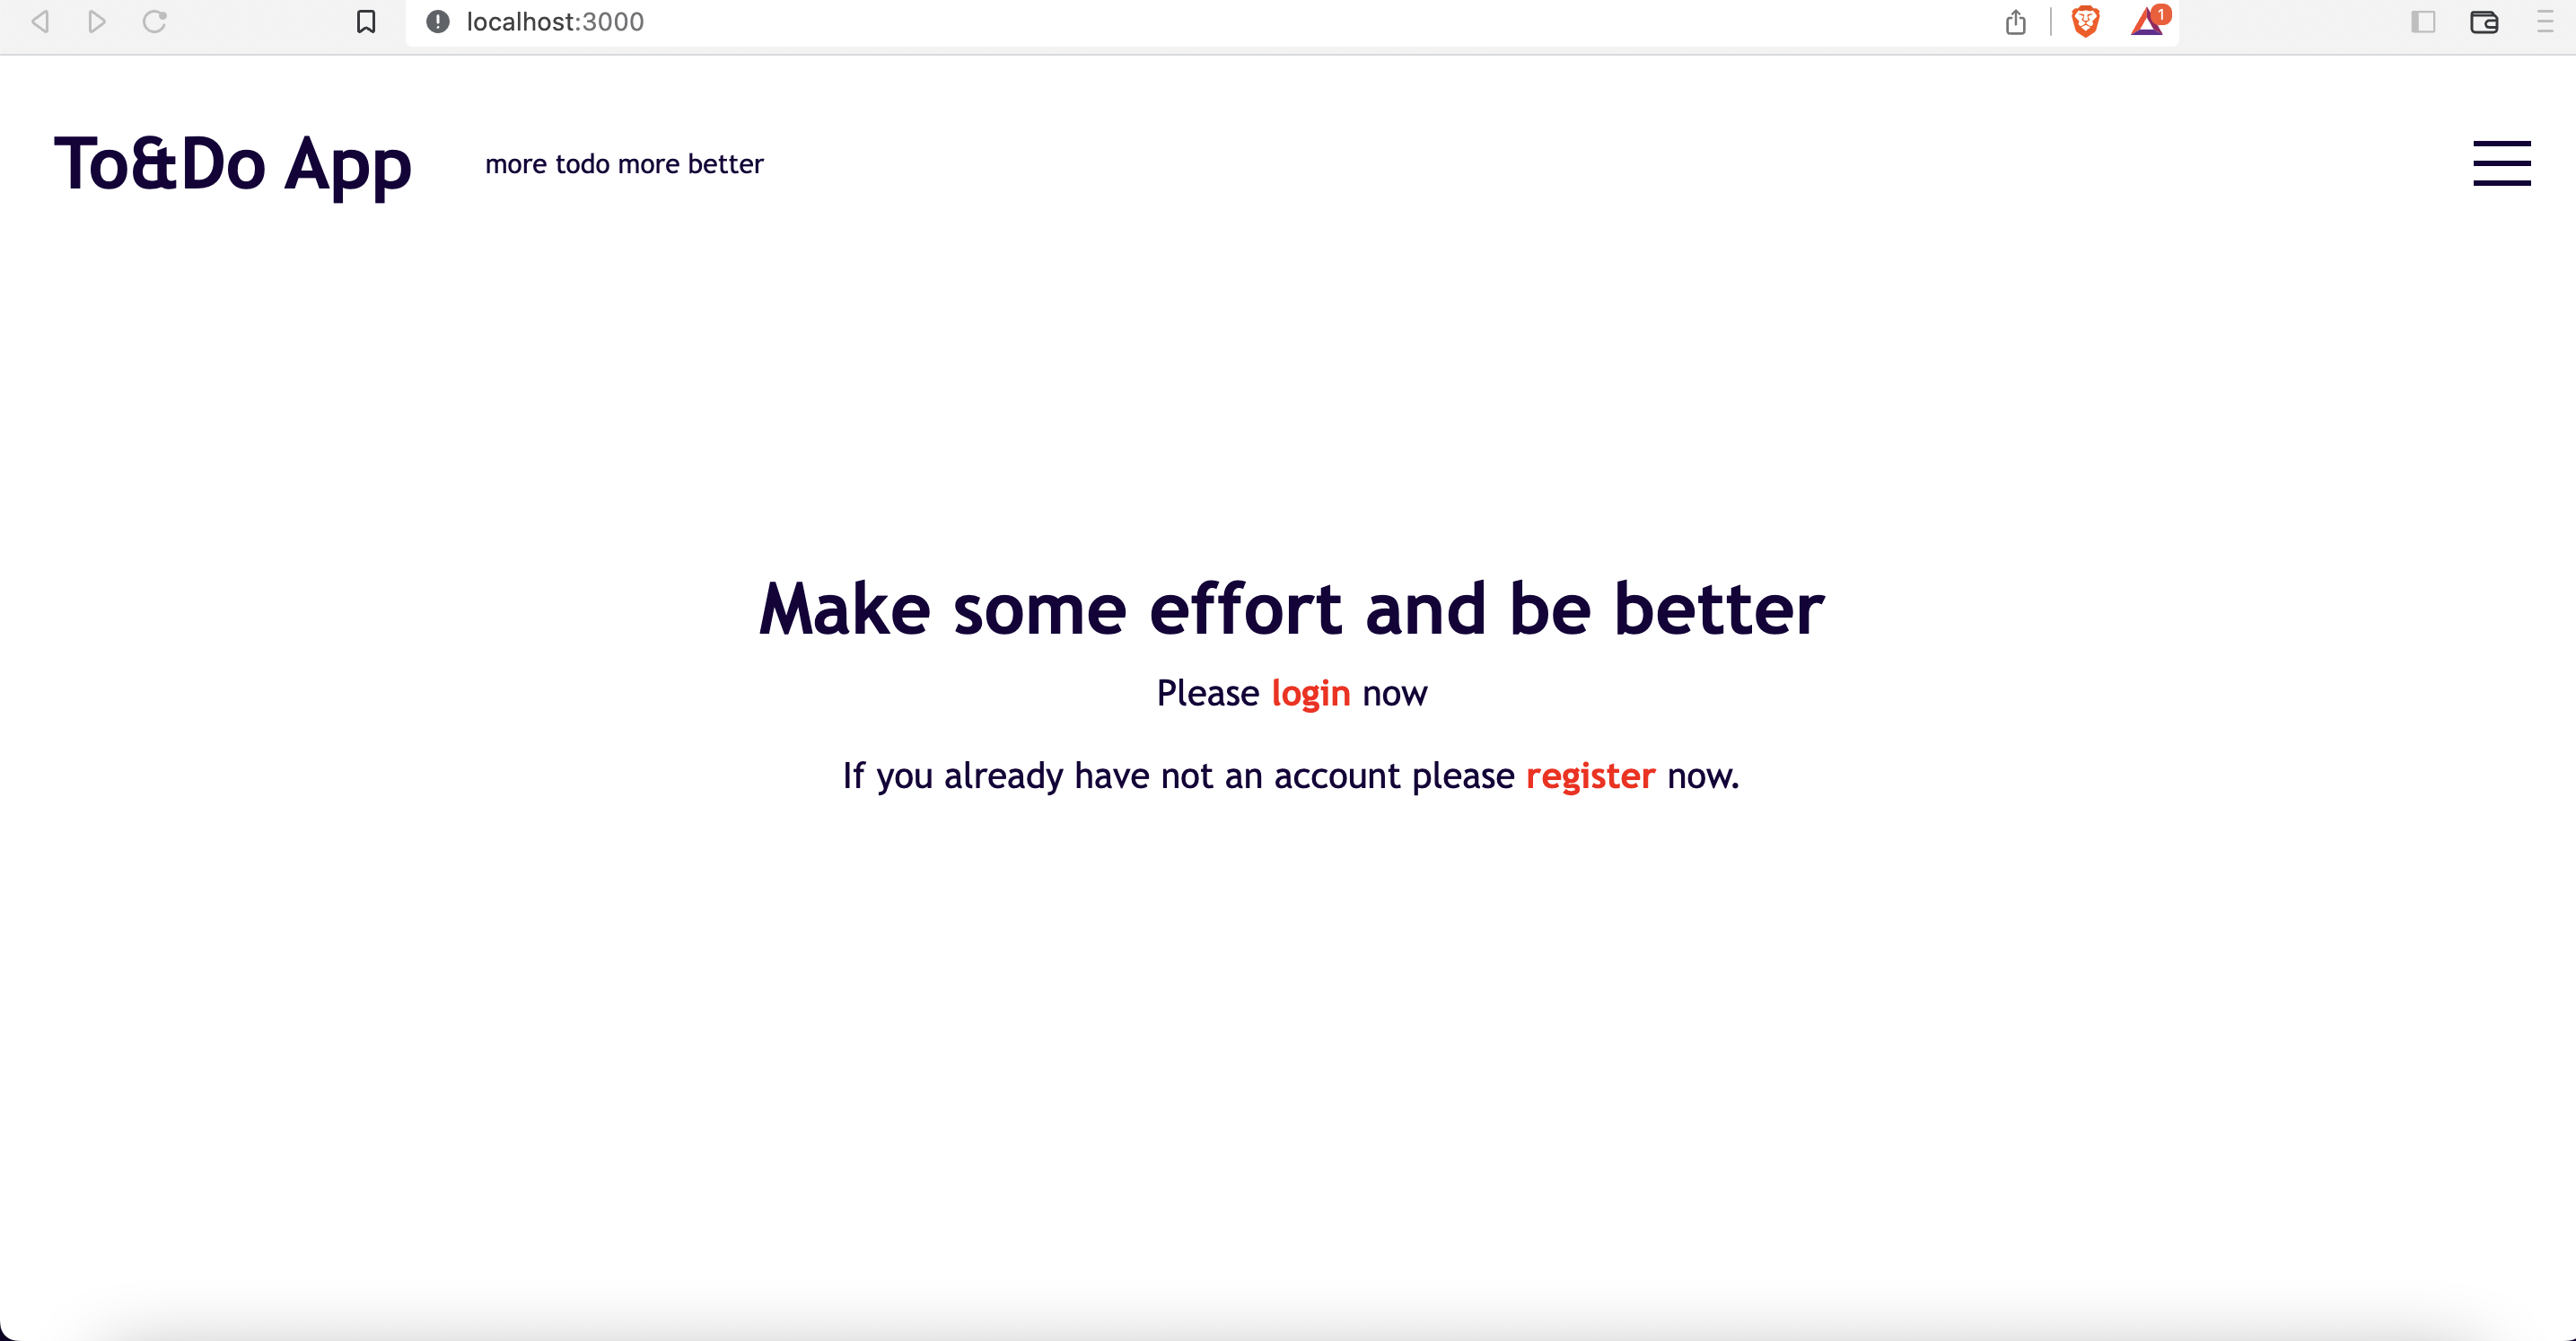 localhost:3000
1
To&Do App
more todo more better
Make some effort and be better
Please login now
If you already have not an account please register now.